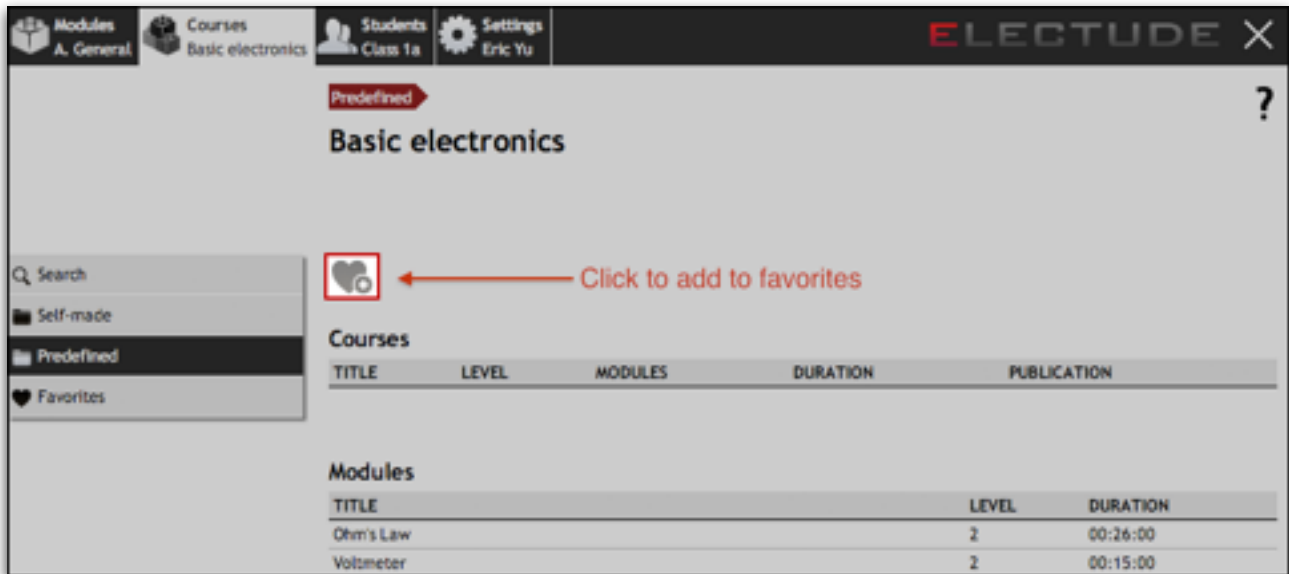 Modules
A. General
Courses
Basic electronics
Students
Class 1a
Settings
Eric Yu
ELECTUDE
Predefined
?
Basic electronics
Search
Self-made
Predefined
Favorites
Click to add to favorites
Courses
TITLE LEVEL MODULES DURATION PUBLICATION
Modules
TITLE LEVEL DURATION
Ohm's Law 2 00:26:00
Voltmeter 2 00:15:00